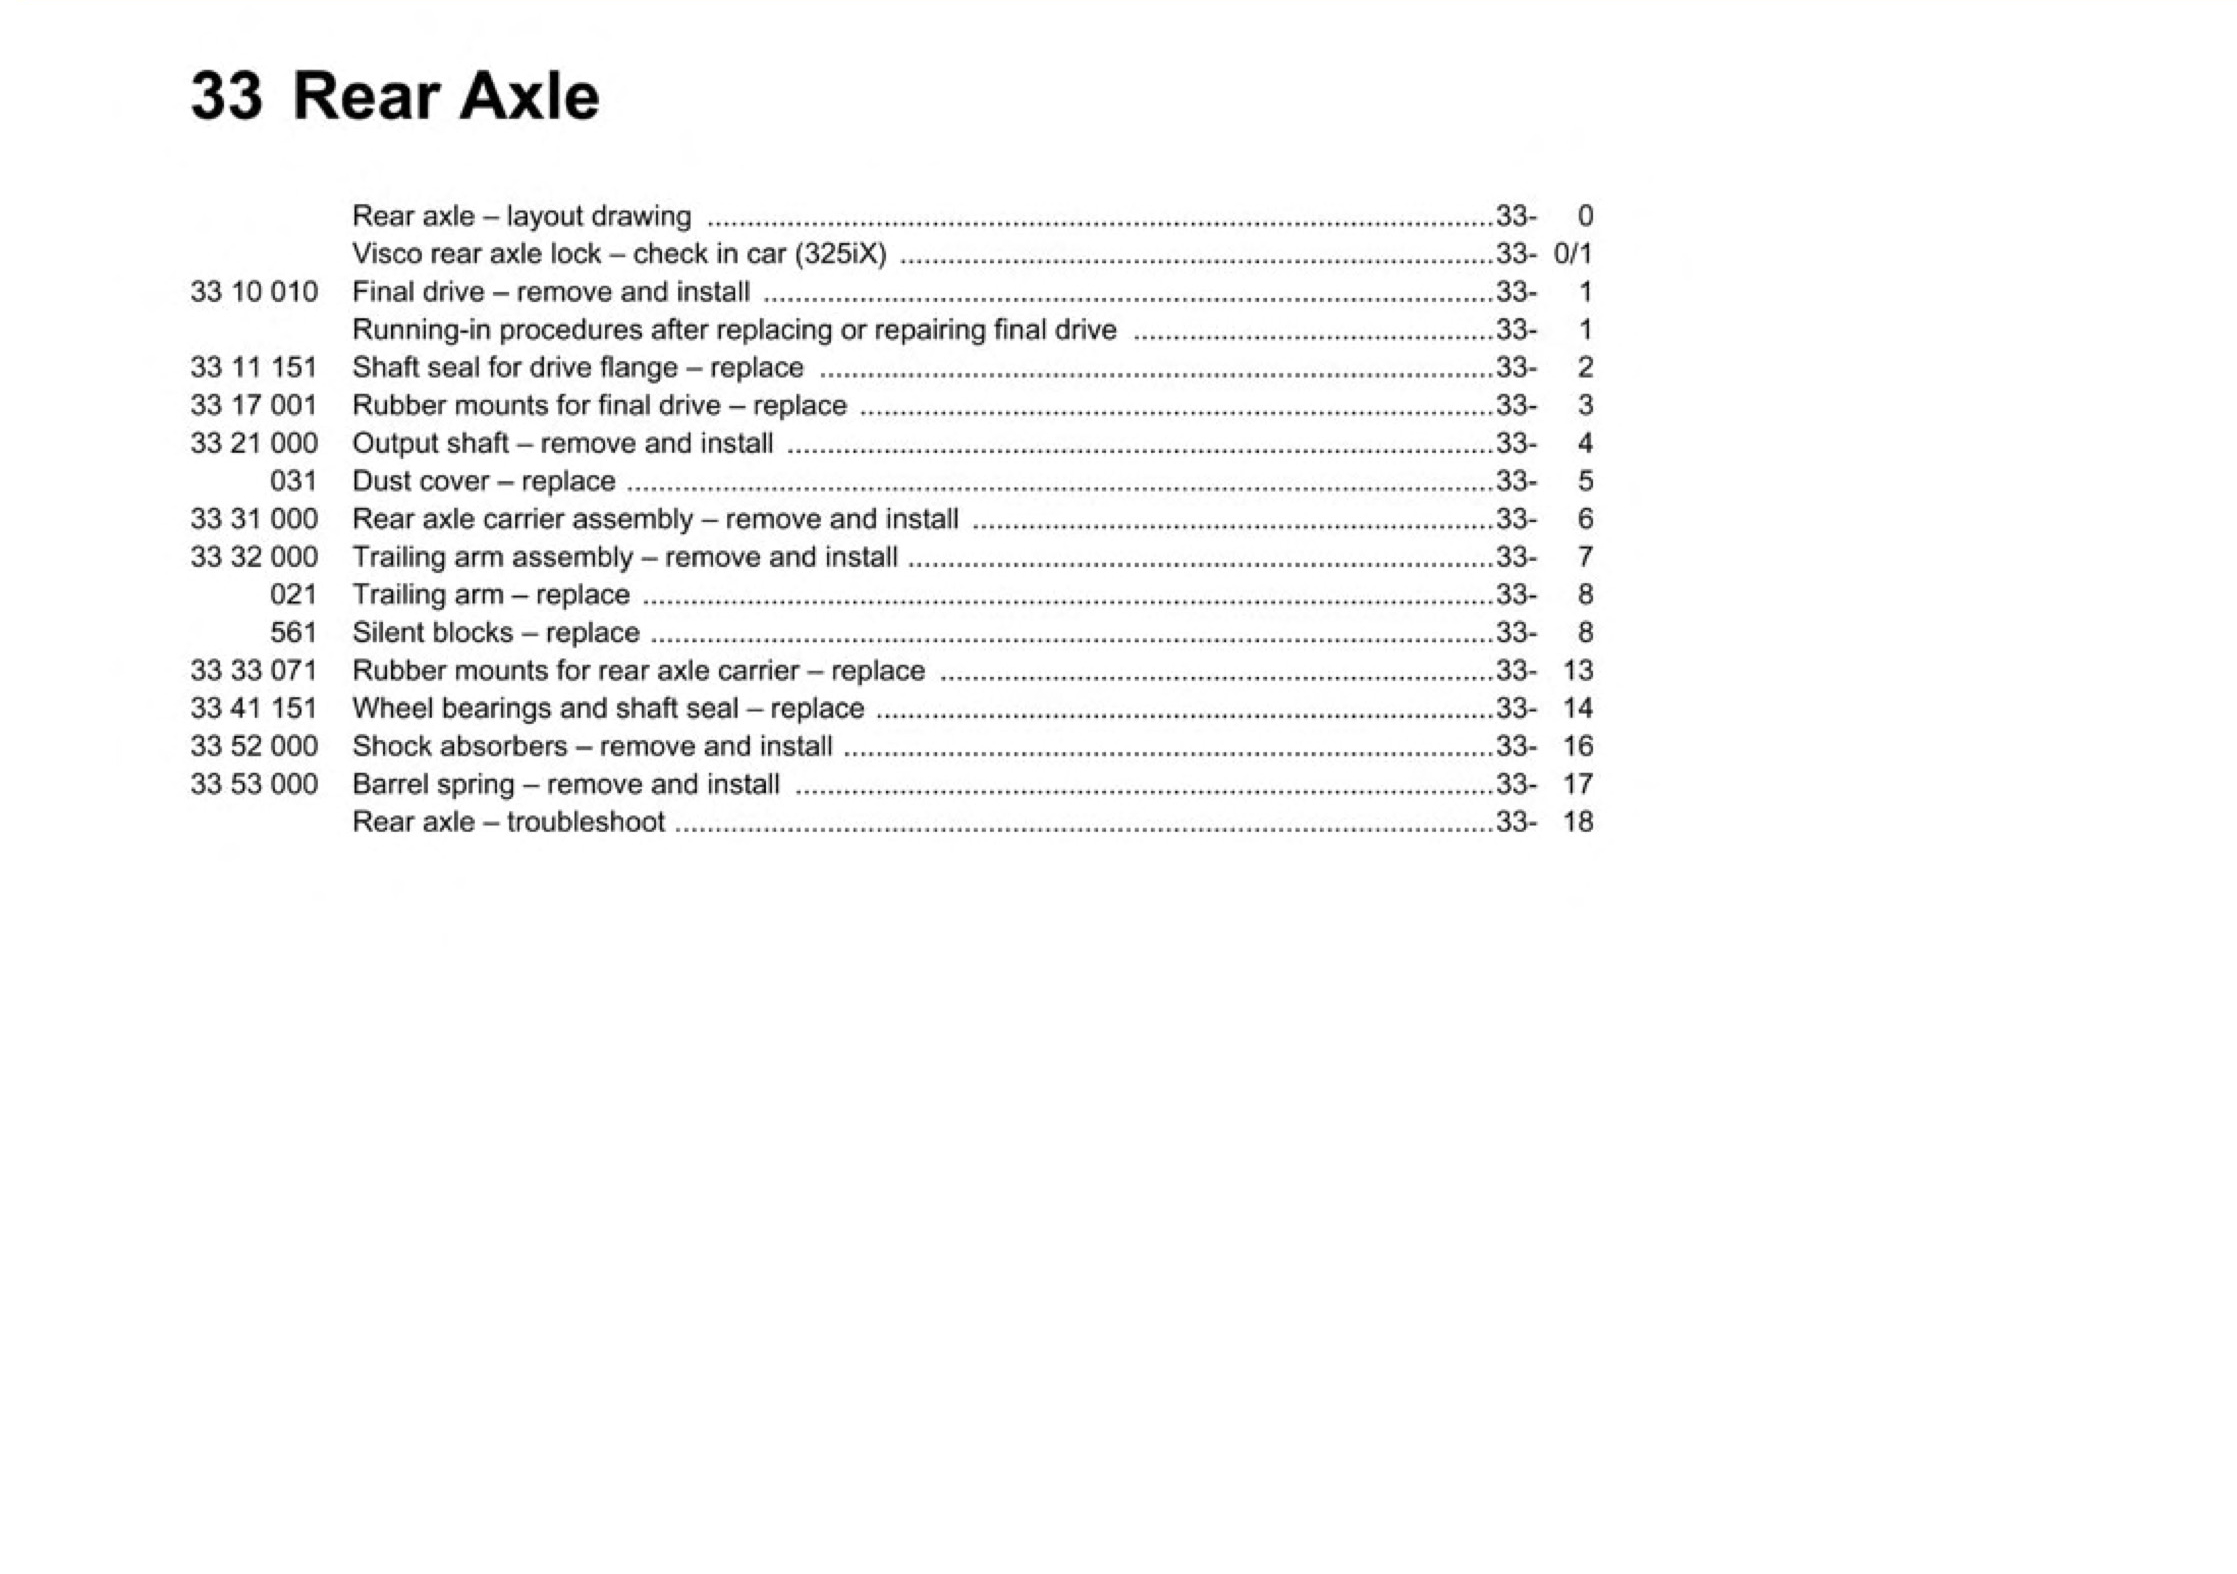 33 Rear Axle
Rear axle – layout drawing ........ 33- 0
Visco rear axle lock – check in car (325iX) ........ 33- 0/1
33 10 010 Final drive – remove and install ........ 33- 1
Running-in procedures after replacing or repairing final drive ........ 33- 1
33 11 151 Shaft seal for drive flange – replace ........ 33- 2
33 17 001 Rubber mounts for final drive – replace ........ 33- 3
33 21 000 Output shaft – remove and install ........ 33- 4
031 Dust cover – replace ........ 33- 5
33 31 000 Rear axle carrier assembly – remove and install ........ 33- 6
33 32 000 Trailing arm assembly – remove and install ........ 33- 7
021 Trailing arm – replace ........ 33- 8
561 Silent blocks – replace ........ 33- 8
33 33 071 Rubber mounts for rear axle carrier – replace ........ 33- 13
33 41 151 Wheel bearings and shaft seal – replace ........ 33- 14
33 52 000 Shock absorbers – remove and install ........ 33- 16
33 53 000 Barrel spring – remove and install ........ 33- 17
Rear axle – troubleshoot ........ 33- 18